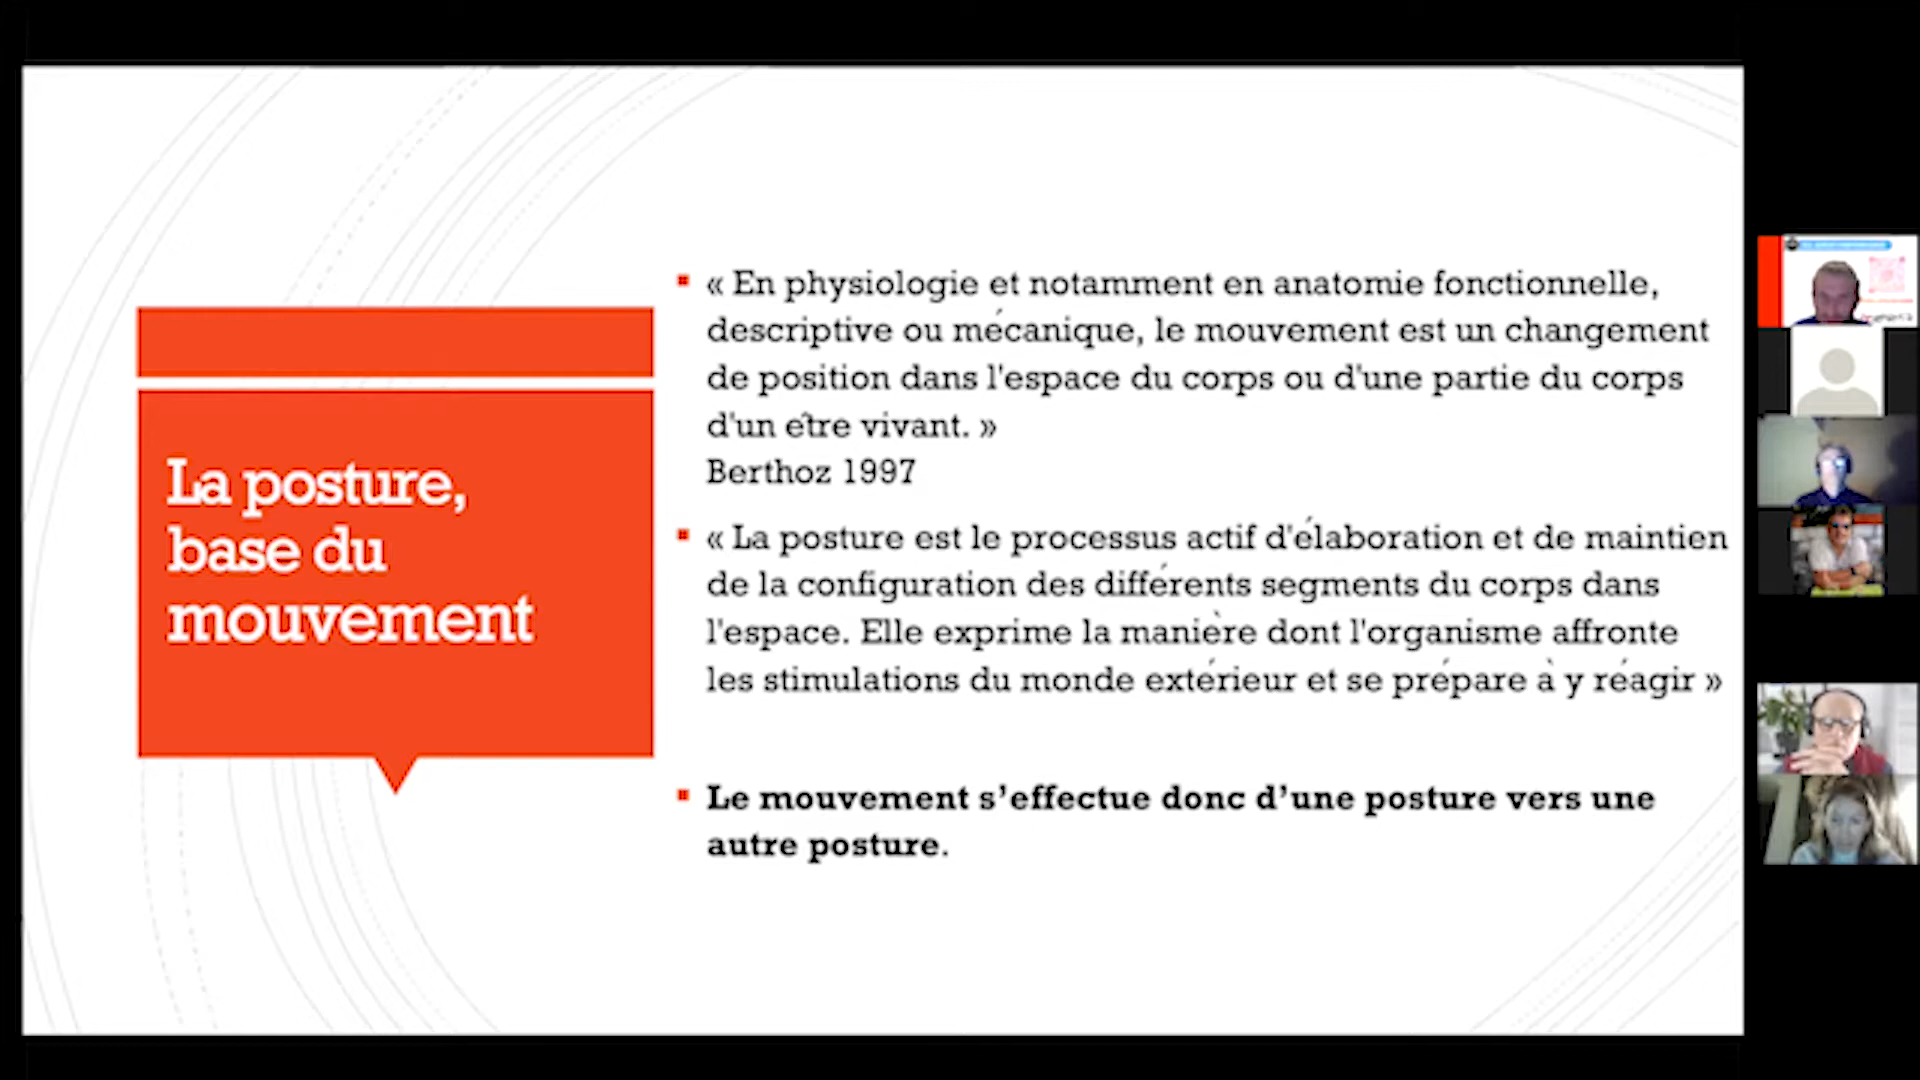 La posture,
base du
mouvement
« En physiologie et notamment en anatomie fonctionnelle,
descriptive ou mécanique, le mouvement est un changement
de position dans l'espace du corps ou d'une partie du corps
d'un être vivant. »
Berthoz 1997
« La posture est le processus actif d'élaboration et de maintien
de la configuration des différents segments du corps dans
l'espace. Elle exprime la manière dont l'organisme affronte
les stimulations du monde extérieur et se prépare à y réagir »
Le mouvement s’effectue donc d’une posture vers une
autre posture.